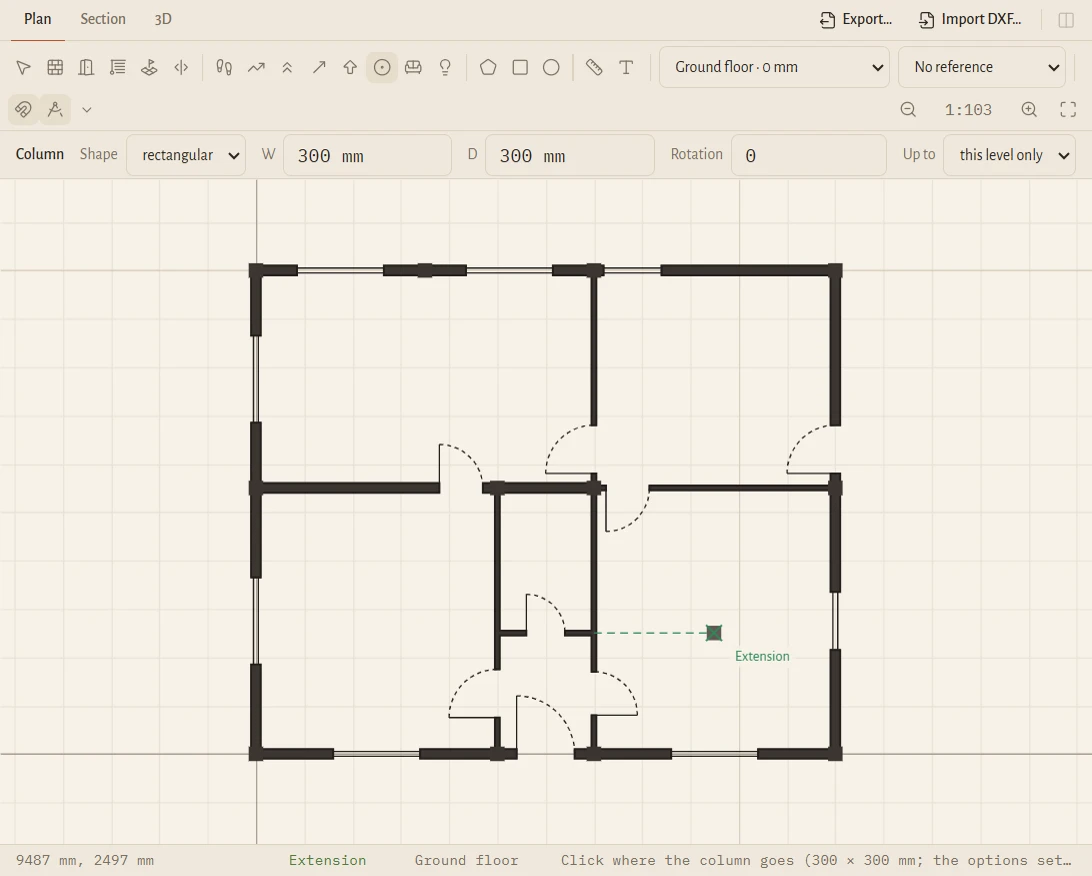 Plan Section 3D Export... Import DXF...
Ground floor · 0 mm No reference
1:103
Column Shape rectangular W 300 mm D 300 mm Rotation 0 Up to this level only
Extension
9487 mm, 2497 mm Extension Ground floor Click where the column goes (300 × 300 mm; the options set…